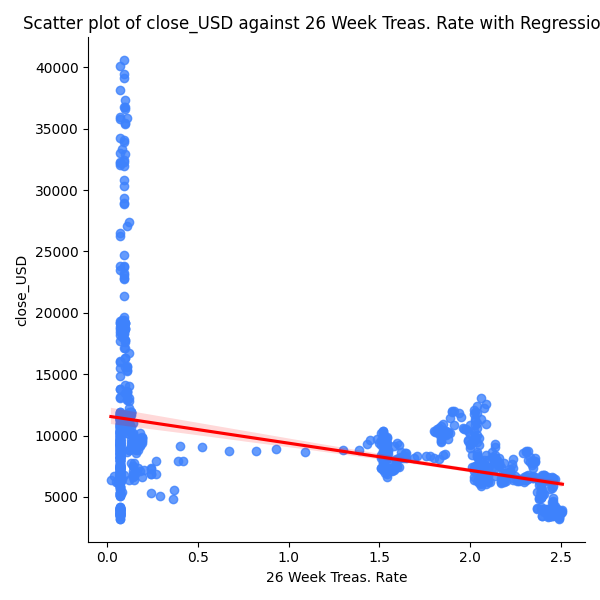 Scatter plot of close_USD against 26 Week Treas. Rate with Regressio
40000
35000
30000
25000
20000
15000
10000
5000
close_USD
0.0 0.5 1.0 1.5 2.0 2.5
26 Week Treas. Rate